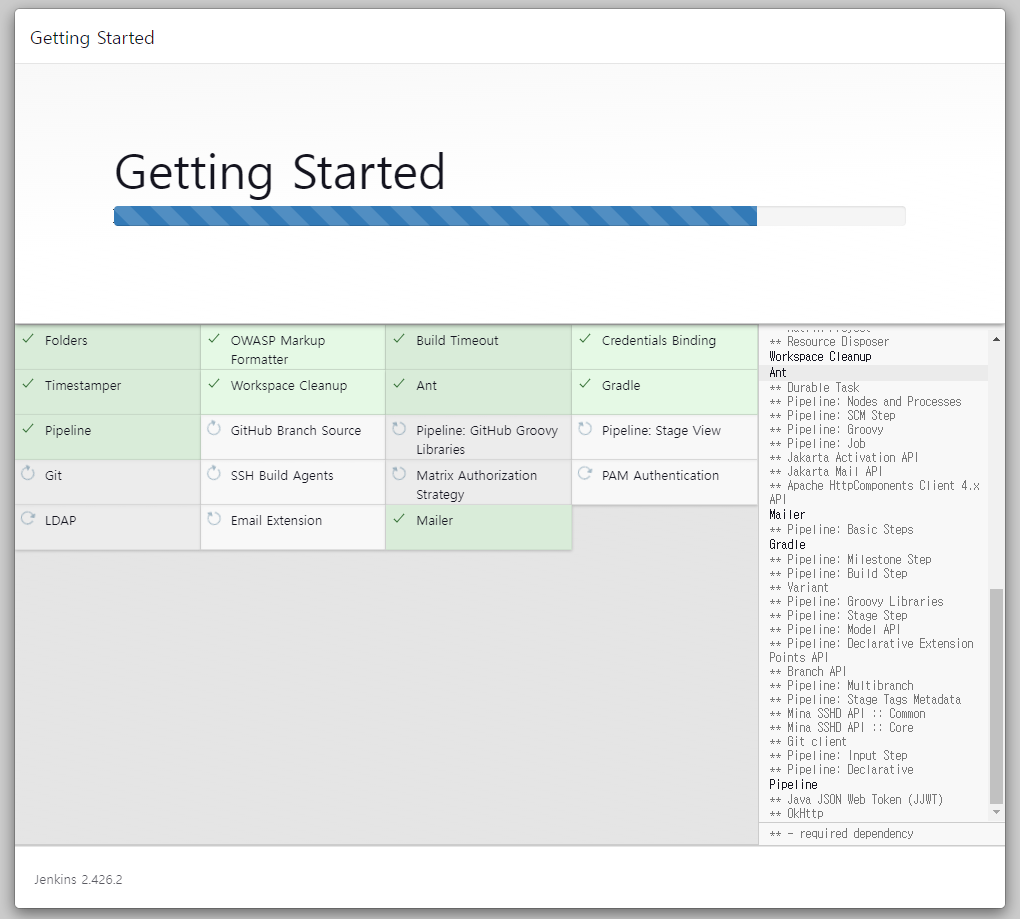 Getting Started
Getting Started
Folders
OWASP Markup
Formatter
Build Timeout
Credentials Binding
Timestamper
Workspace Cleanup
Ant
Gradle
Pipeline
GitHub Branch Source
Pipeline: GitHub Groovy
Libraries
Pipeline: Stage View
Git
SSH Build Agents
Matrix Authorization
Strategy
PAM Authentication
LDAP
Email Extension
Mailer
** Resource Disposer
Workspace Cleanup
Ant
** Durable Task
** Pipeline: Nodes and Processes
** Pipeline: SCM Step
** Pipeline: Groovy
** Pipeline: Job
** Jakarta Activation API
** Jakarta Mail API
** Apache HttpComponents Client 4.x
API
Mailer
** Pipeline: Basic Steps
Gradle
** Pipeline: Milestone Step
** Pipeline: Build Step
** Variant
** Pipeline: Groovy Libraries
** Pipeline: Stage Step
** Pipeline: Model API
** Pipeline: Declarative Extension
Points API
** Branch API
** Pipeline: Multibranch
** Pipeline: Stage Tags Metadata
** Mina SSHD API :: Common
** Mina SSHD API :: Core
** Git client
** Pipeline: Input Step
** Pipeline: Declarative
Pipeline
** Java JSON Web Token (JJWT)
** OkHttp
** - required dependency
Jenkins 2.426.2